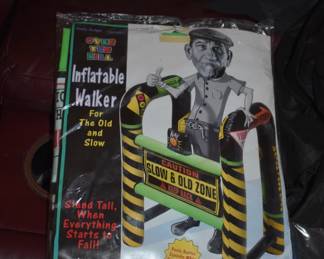 OVER
THE
HILL
Inflatable
Walker
For
The Old
and
Slow
CAUTION
SLOW & OLD ZONE
Stand Tall,
When
Everything
Starts to
Fall!